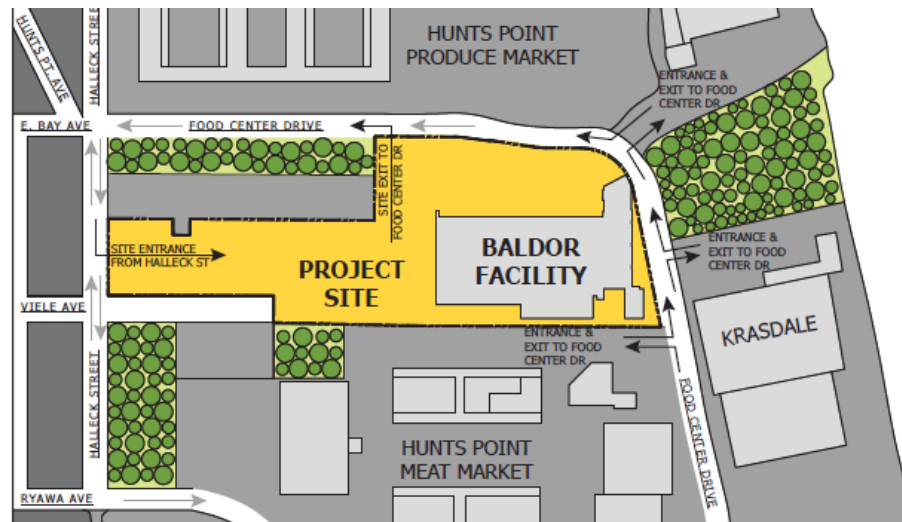 HUNTS PT. AVE
HALLECK STREET
HUNTS POINT
PRODUCE MARKET
ENTRANCE &
EXIT TO FOOD
CENTER DR
E. BAY AVE
FOOD CENTER DRIVE
SITE EXIT TO
FOOD CENTER DR
SITE ENTRANCE
FROM HALLECK ST
PROJECT
SITE
BALDOR
FACILITY
ENTRANCE &
EXIT TO FOOD
CENTER DR
VIELE AVE
ENTRANCE &
EXIT TO FOOD
CENTER DR
KRASDALE
HALLECK STREET
FOOD CENTER DRIVE
HUNTS POINT
MEAT MARKET
RYAWA AVE